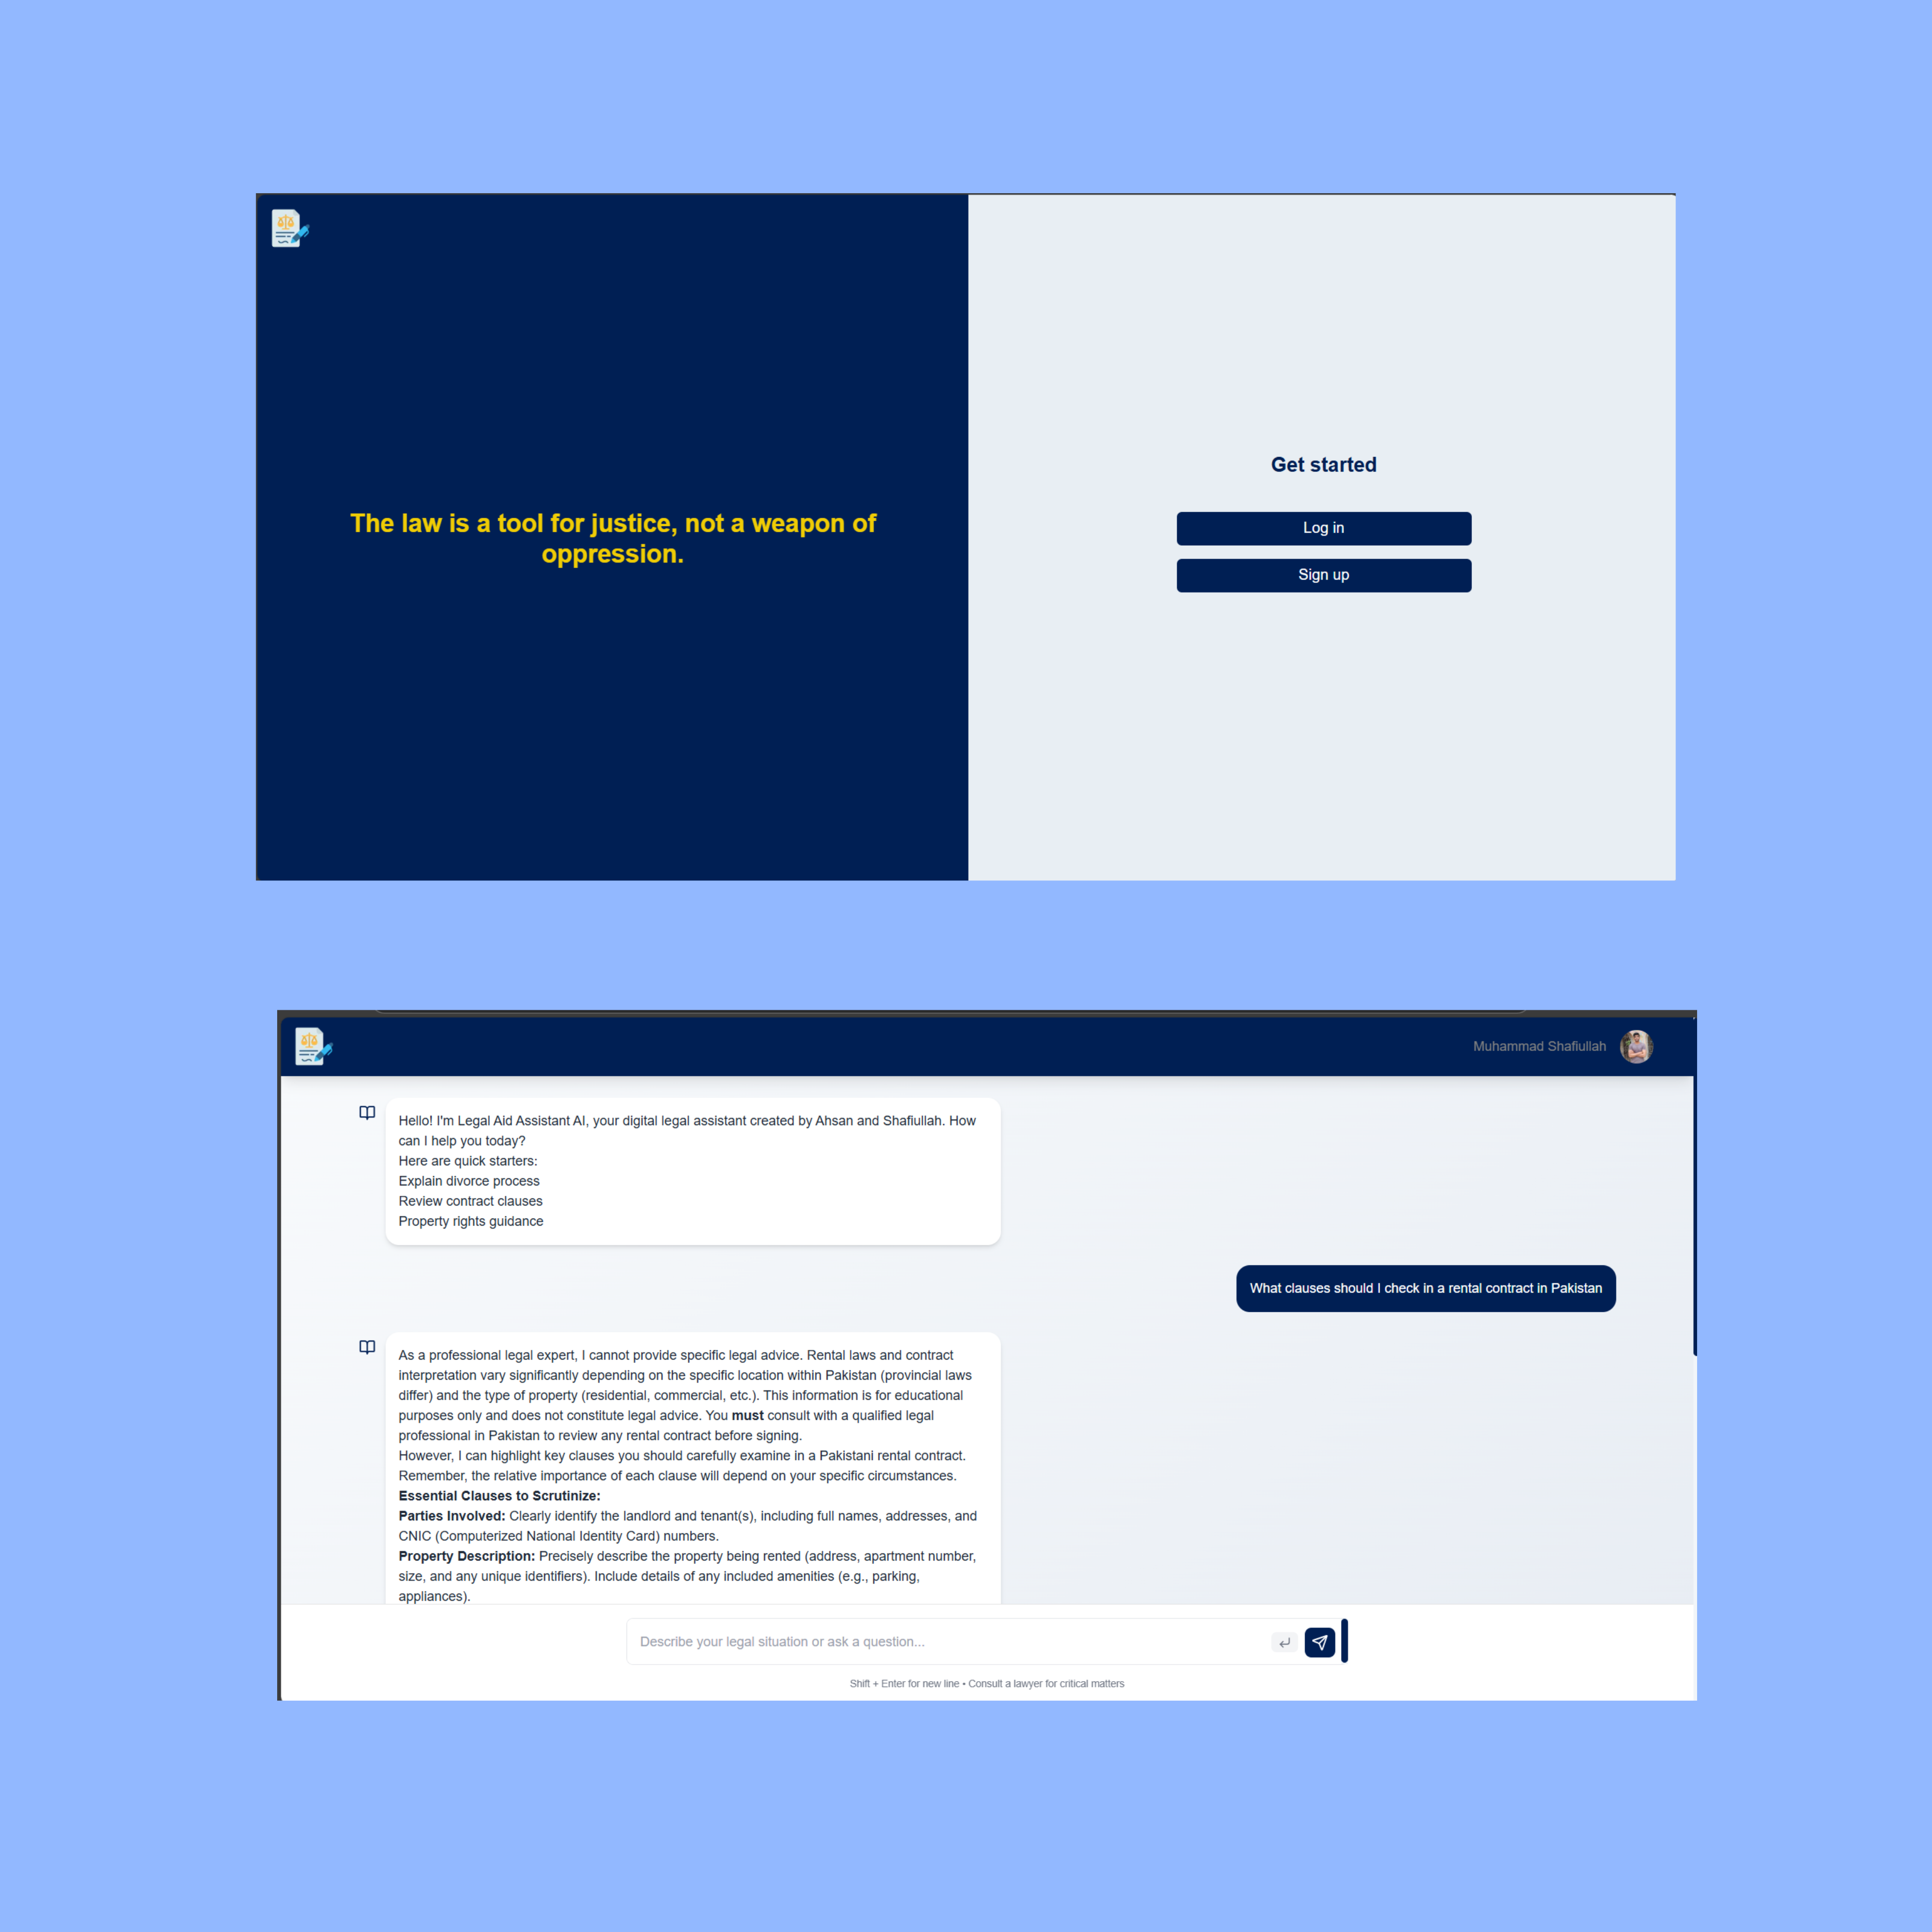 The law is a tool for justice, not a weapon of
oppression.
Get started
Log in
Sign up
Muhammad Shafiullah
Hello! I'm Legal Aid Assistant AI, your digital legal assistant created by Ahsan and Shafiullah. How
can I help you today?
Here are quick starters:
Explain divorce process
Review contract clauses
Property rights guidance
What clauses should I check in a rental contract in Pakistan
As a professional legal expert, I cannot provide specific legal advice. Rental laws and contract
interpretation vary significantly depending on the specific location within Pakistan (provincial laws
differ) and the type of property (residential, commercial, etc.). This information is for educational
purposes only and does not constitute legal advice. You must consult with a qualified legal
professional in Pakistan to review any rental contract before signing.
However, I can highlight key clauses you should carefully examine in a Pakistani rental contract.
Remember, the relative importance of each clause will depend on your specific circumstances.
Essential Clauses to Scrutinize:
Parties Involved: Clearly identify the landlord and tenant(s), including full names, addresses, and
CNIC (Computerized National Identity Card) numbers.
Property Description: Precisely describe the property being rented (address, apartment number,
size, and any unique identifiers). Include details of any included amenities (e.g., parking,
appliances).
Describe your legal situation or ask a question...
Shift + Enter for new line • Consult a lawyer for critical matters